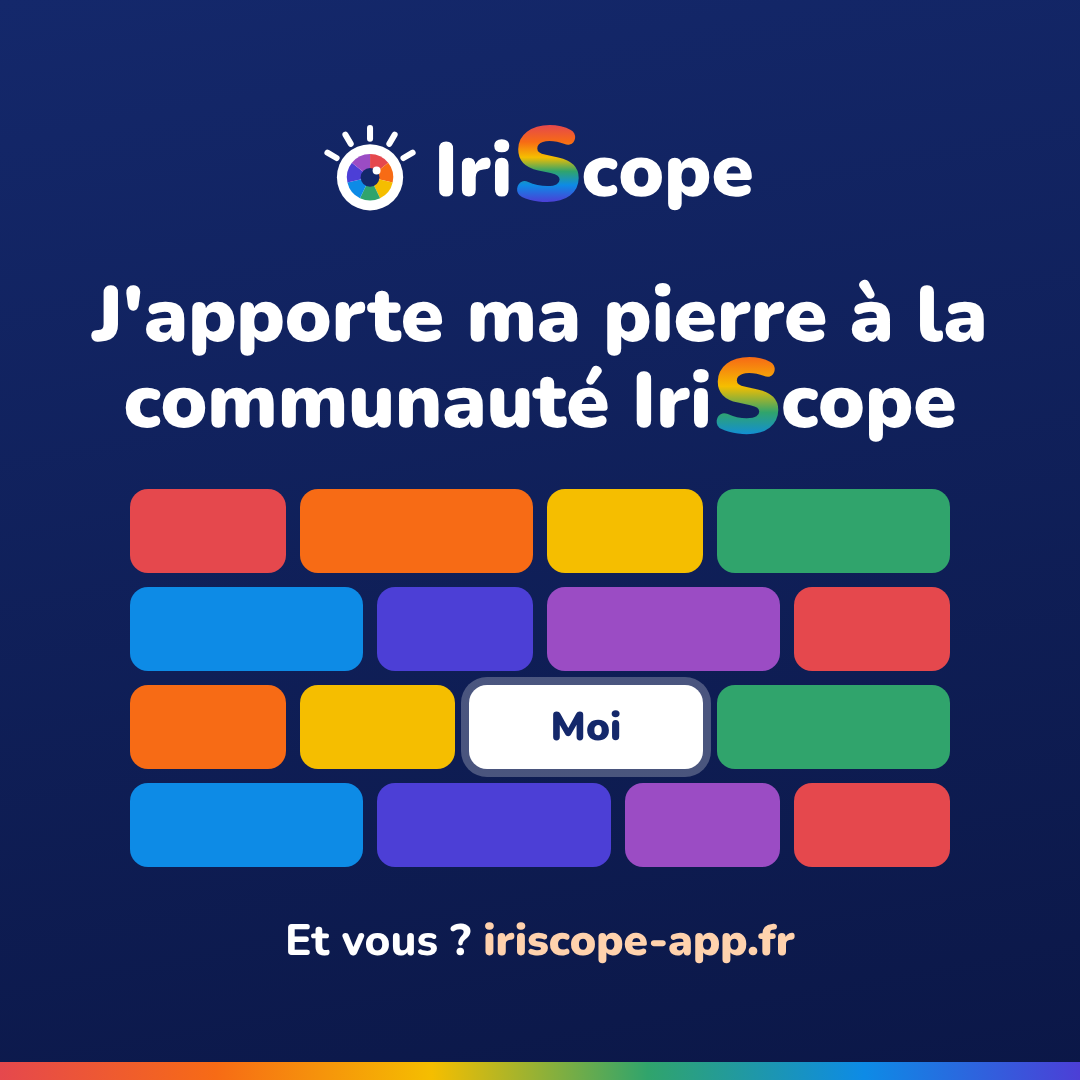 IriScope
J'apporte ma pierre à la
communauté IriScope
Moi
Et vous ? iriscope-app.fr